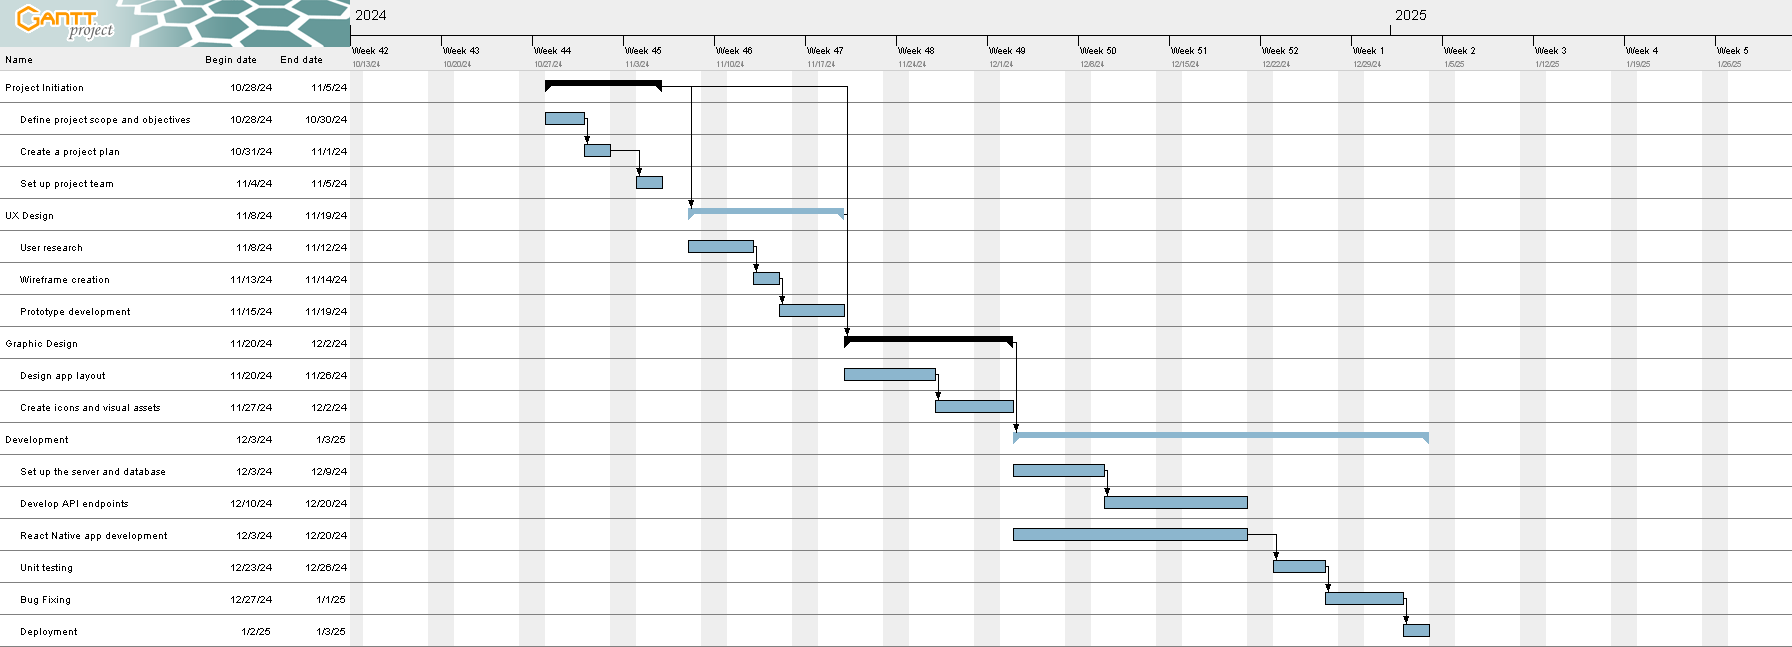 GANTT
project
2024 2025
Week 42 Week 43 Week 44 Week 45 Week 46 Week 47 Week 48 Week 49 Week 50 Week 51 Week 52 Week 1 Week 2 Week 3 Week 4 Week 5
Name Begin date End date 10/13/24 10/20/24 10/27/24 11/3/24 11/10/24 11/17/24 11/24/24 12/1/24 12/8/24 12/15/24 12/22/24 12/29/24 1/5/25 1/12/25 1/19/25 1/26/25
Project Initiation 10/28/24 11/5/24
Define project scope and objectives 10/28/24 10/30/24
Create a project plan 10/31/24 11/1/24
Set up project team 11/4/24 11/5/24
UX Design 11/8/24 11/19/24
User research 11/8/24 11/12/24
Wireframe creation 11/13/24 11/14/24
Prototype development 11/15/24 11/19/24
Graphic Design 11/20/24 12/2/24
Design app layout 11/20/24 11/26/24
Create icons and visual assets 11/27/24 12/2/24
Development 12/3/24 1/3/25
Set up the server and database 12/3/24 12/9/24
Develop API endpoints 12/10/24 12/20/24
React Native app development 12/3/24 12/20/24
Unit testing 12/23/24 12/26/24
Bug Fixing 12/27/24 1/1/25
Deployment 1/2/25 1/3/25